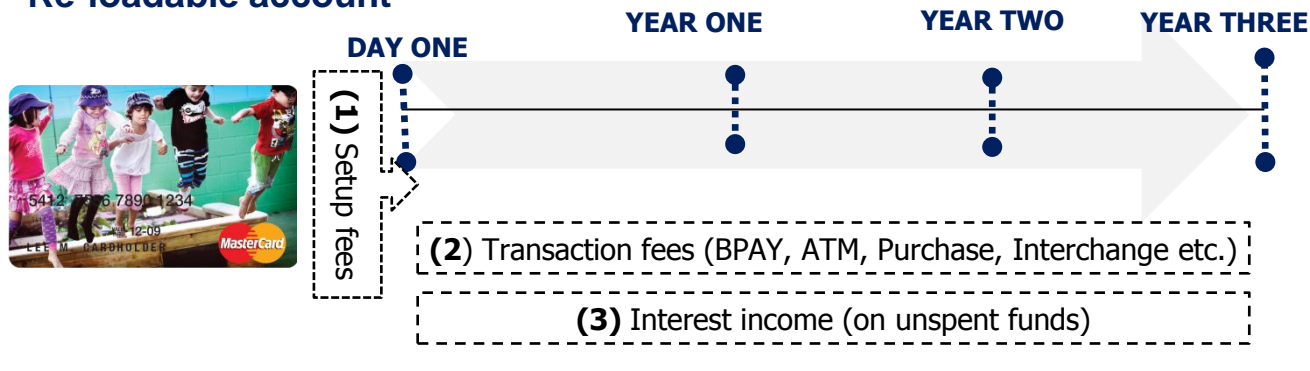 Re-loadable account
YEAR ONE
YEAR TWO
YEAR THREE
DAY ONE
(1) Setup fees
5412 7890 1234
12-09
LEE M. CARDHOLDER
MasterCard
(2) Transaction fees (BPAY, ATM, Purchase, Interchange etc.)
(3) Interest income (on unspent funds)